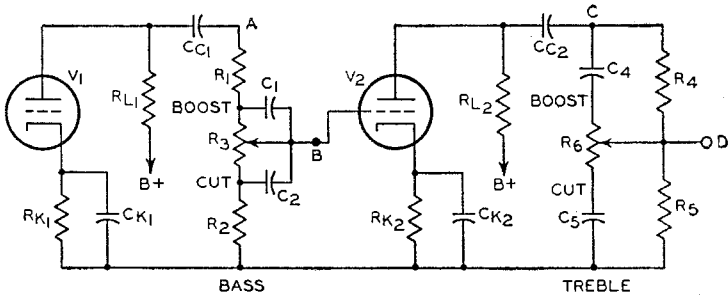 A
C
CC1
CC2
V1
R1
C1
V2
C4
R4
RL1
BOOST
RL2
BOOST
R3
B
R6
OD
B+
CUT
C2
B+
CUT
RK1
CK1
R2
RK2
CK2
C5
R5
BASS
TREBLE